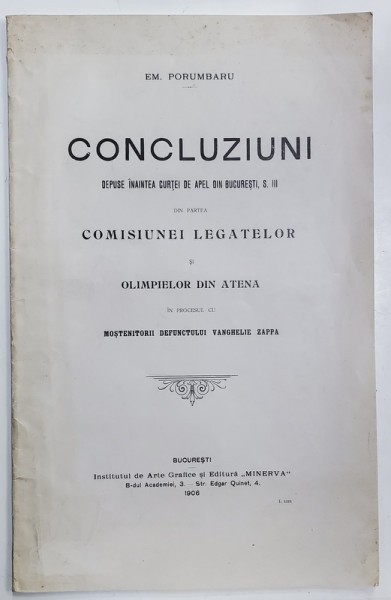 EM. PORUMBARU
CONCLUZIUNI
DEPUSE ÎNAINTEA CURȚEI DE APEL DIN BUCUREȘTI, S. III
DIN PARTEA
COMISIUNEI LEGATELOR
ȘI
OLIMPIELOR DIN ATENA
ÎN PROCESUL CU
MOȘTENITORII DEFUNCTULUI VANGHELIE ZAPPA
BUCUREȘTI
Institutul de Arte Grafice și Editură „MINERVA"
B-dul Academiei, 3. — Str. Edgar Quinet, 4.
1906